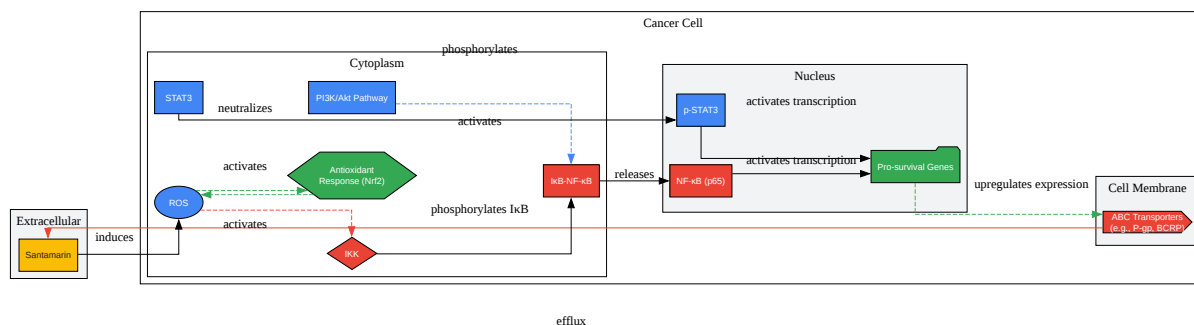 Cancer Cell
phosphorylates
Cytoplasm
Nucleus
STAT3
PI3K/Akt Pathway
neutralizes
activates
p-STAT3
activates transcription
activates
Antioxidant
Response (Nrf2)
IκB-NF-κB
releases
NF-κB (p65)
activates transcription
Pro-survival Genes
upregulates expression
Cell Membrane
ROS
phosphorylates IκB
activates
Extracellular
induces
Santamarin
IKK
ABC Transporters
(e.g., P-gp, BCRP)
efflux